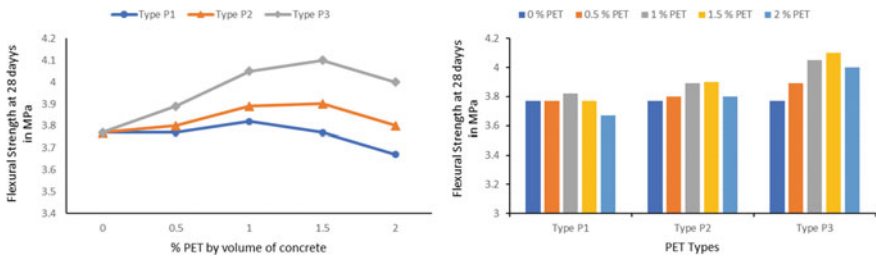 Type P1 Type P2 Type P3
Flexural Strength at 28 dayys
in MPa
4.2
4.1
4
3.9
3.8
3.7
3.6
3.5
3.4
0 0.5 1 1.5 2
% PET by volume of concrete
0 % PET 0.5 % PET 1 % PET 1.5 % PET 2 % PET
Flexural Strength at 28 dayys
in MPa
4.2
4
3.8
3.6
3.4
3.2
3
Type P1 Type P2 Type P3
PET Types